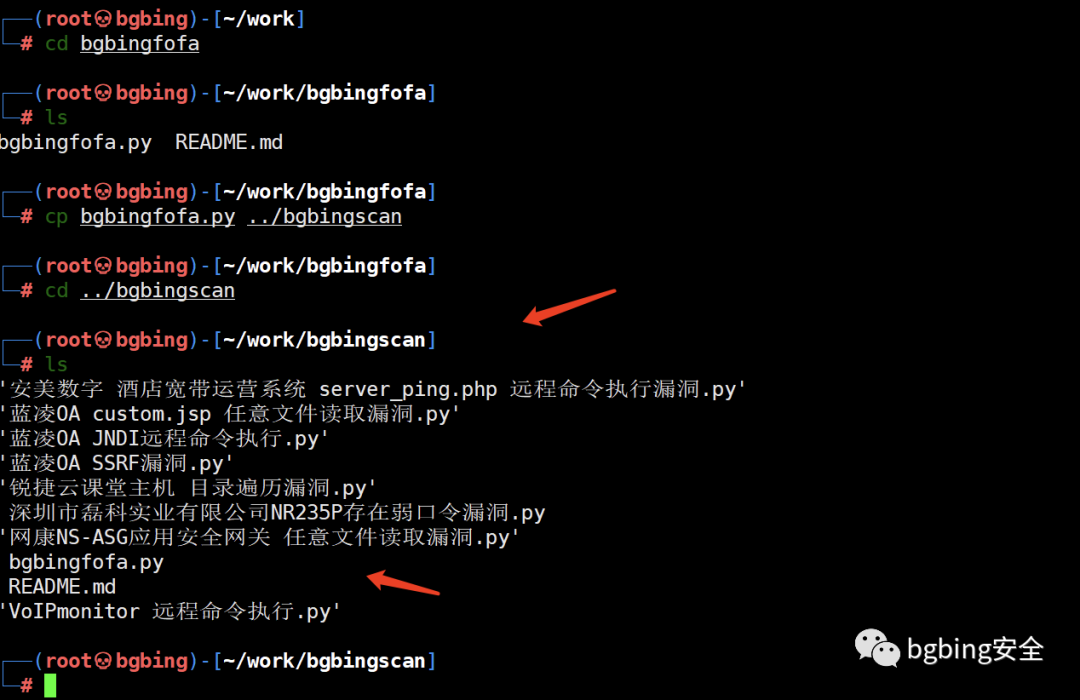 ┌──(root💀bgbing)-[~/work]
└─# cd bgbingfofa
┌──(root💀bgbing)-[~/work/bgbingfofa]
└─# ls
bgbingfofa.py  README.md
┌──(root💀bgbing)-[~/work/bgbingfofa]
└─# cp bgbingfofa.py ../bgbingscan
┌──(root💀bgbing)-[~/work/bgbingfofa]
└─# cd ../bgbingscan
┌──(root💀bgbing)-[~/work/bgbingscan]
└─# ls
'安美数字 酒店宽带运营系统 server_ping.php 远程命令执行漏洞.py'
'蓝凌OA custom.jsp 任意文件读取漏洞.py'
'蓝凌OA JNDI远程命令执行.py'
'蓝凌OA SSRF漏洞.py'
'锐捷云课堂主机 目录遍历漏洞.py'
深圳市磊科实业有限公司NR235P存在弱口令漏洞.py
'网康NS-ASG应用安全网关 任意文件读取漏洞.py'
bgbingfofa.py
README.md
'VoIPmonitor 远程命令执行.py'
┌──(root💀bgbing)-[~/work/bgbingscan]
└─#
bgbing安全